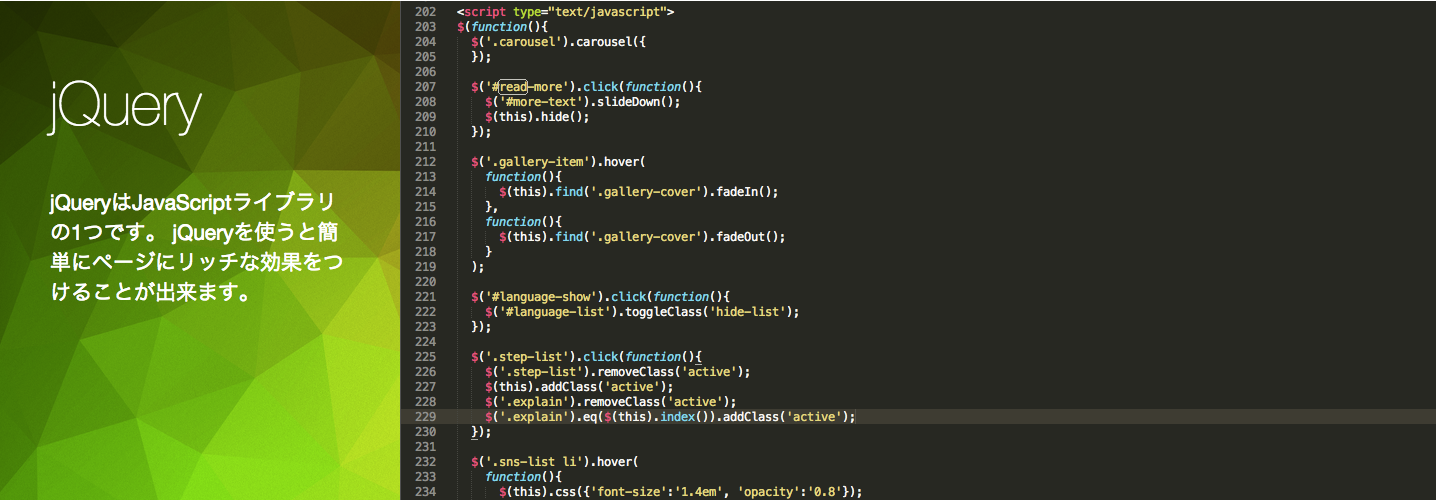 jQuery
jQueryはJavaScriptライブラリ
の1つです。 jQueryを使うと簡
単にページにリッチな効果をつ
けることが出来ます。
202 <script type="text/javascript">
203 $(function(){
204   $('.carousel').carousel({
205   });
206
207   $('#read-more').click(function(){
208     $('#more-text').slideDown();
209     $(this).hide();
210   });
211
212   $('.gallery-item').hover(
213     function(){
214       $(this).find('.gallery-cover').fadeIn();
215     },
216     function(){
217       $(this).find('.gallery-cover').fadeOut();
218     }
219   );
220
221   $('#language-show').click(function(){
222     $('#language-list').toggleClass('hide-list');
223   });
224
225   $('.step-list').click(function(){
226     $('.step-list').removeClass('active');
227     $(this).addClass('active');
228     $('.explain').removeClass('active');
229     $('.explain').eq($(this).index()).addClass('active');
230   });
231
232   $('.sns-list li').hover(
233     function(){
234       $(this).css({'font-size':'1.4em', 'opacity':'0.8'});